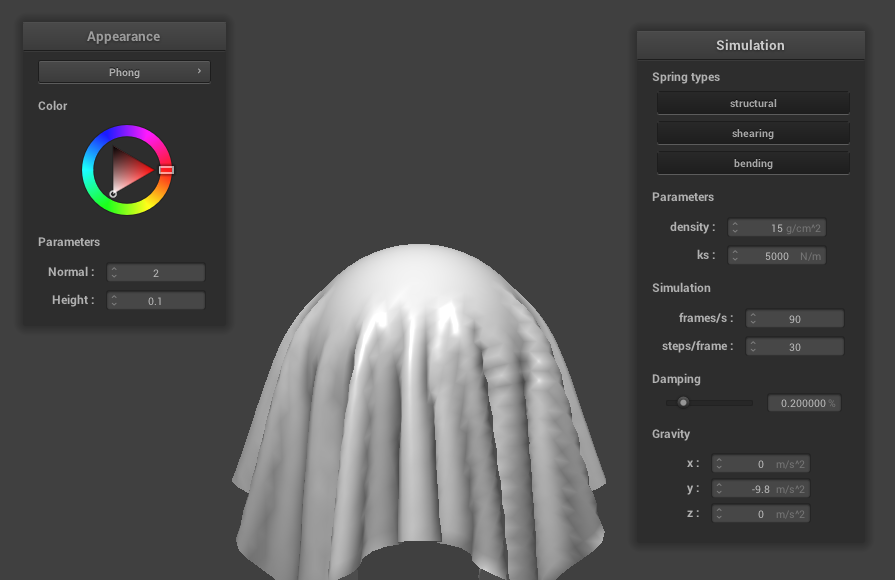 Appearance
Phong
Color
Parameters
Normal : 2
Height : 0.1
Simulation
Spring types
structural
shearing
bending
Parameters
density : 15 g/cm^2
ks : 5000 N/m
Simulation
frames/s : 90
steps/frame : 30
Damping
0.200000 %
Gravity
x : 0 m/s^2
y : -9.8 m/s^2
z : 0 m/s^2